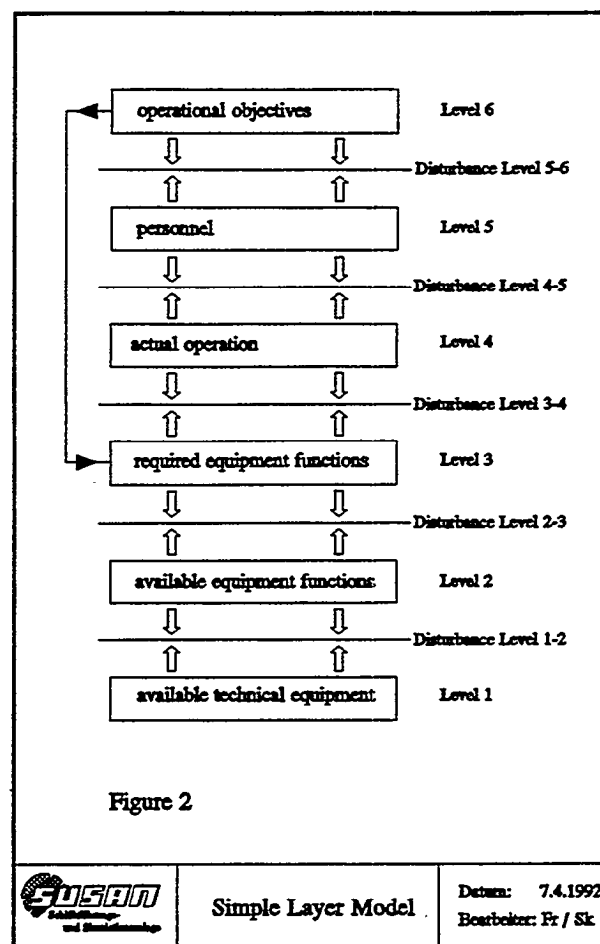 operational objectives Level 6
Disturbance Level 5-6
personnel Level 5
Disturbance Level 4-5
actual operation Level 4
Disturbance Level 3-4
required equipment functions Level 3
Disturbance Level 2-3
available equipment functions Level 2
Disturbance Level 1-2
available technical equipment Level 1
Figure 2
SUSAN
Schiffsführungs-
und Simulationsanlage
Simple Layer Model
Datum: 7.4.1992
Bearbeiter: Fr / Sk